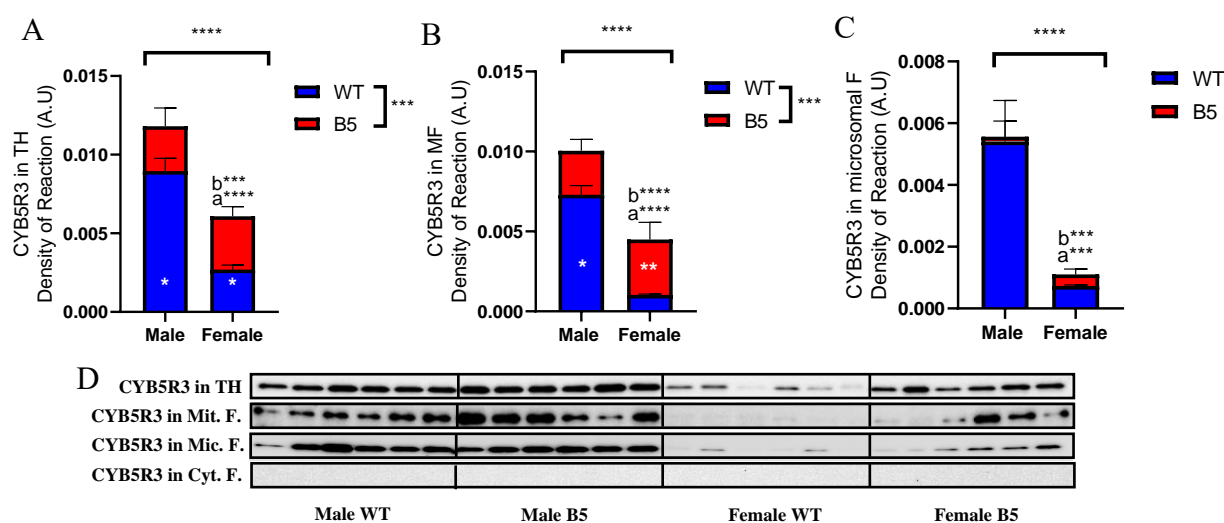 A
CYB5R3 in TH
Density of Reaction (A.U)
0.015
0.010
0.005
0.000
****
WT
B5
***
b***
a****
*
*
Male
Female
B
CYB5R3 in MF
Density of Reaction (A.U)
0.015
0.010
0.005
0.000
****
WT
B5
***
b****
a****
*
**
Male
Female
C
CYB5R3 in microsomal F
Density of Reaction (A.U)
0.008
0.006
0.004
0.002
0.000
****
WT
B5
b***
a***
Male
Female
D
CYB5R3 in TH
CYB5R3 in Mit. F.
CYB5R3 in Mic. F.
CYB5R3 in Cyt. F.
Male WT
Male B5
Female WT
Female B5